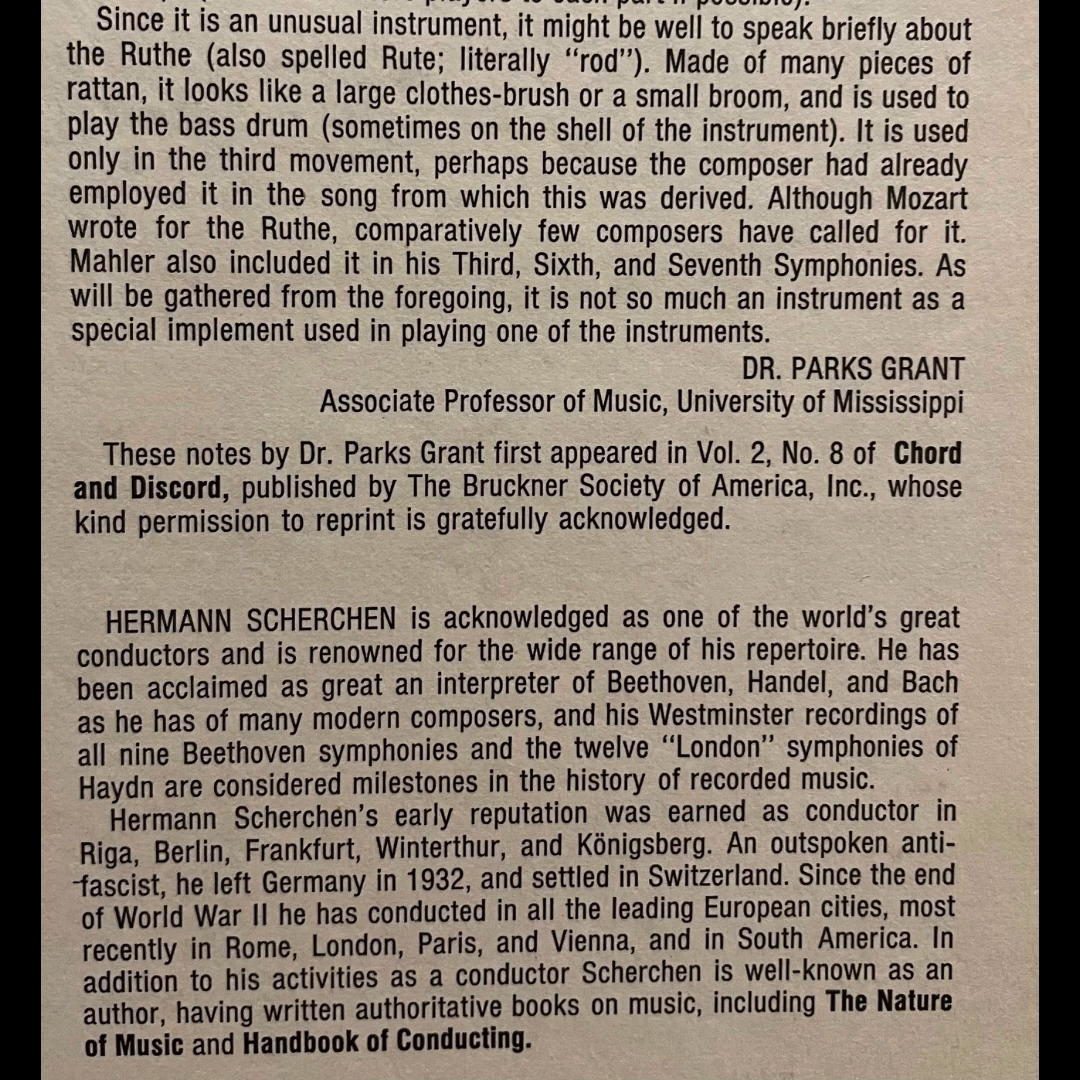 players to each part if possible).
Since it is an unusual instrument, it might be well to speak briefly about
the Ruthe (also spelled Rute; literally “rod”). Made of many pieces of
rattan, it looks like a large clothes-brush or a small broom, and is used to
play the bass drum (sometimes on the shell of the instrument). It is used
only in the third movement, perhaps because the composer had already
employed it in the song from which this was derived. Although Mozart
wrote for the Ruthe, comparatively few composers have called for it.
Mahler also included it in his Third, Sixth, and Seventh Symphonies. As
will be gathered from the foregoing, it is not so much an instrument as a
special implement used in playing one of the instruments.
DR. PARKS GRANT
Associate Professor of Music, University of Mississippi
These notes by Dr. Parks Grant first appeared in Vol. 2, No. 8 of Chord
and Discord, published by The Bruckner Society of America, Inc., whose
kind permission to reprint is gratefully acknowledged.
HERMANN SCHERCHEN is acknowledged as one of the world’s great
conductors and is renowned for the wide range of his repertoire. He has
been acclaimed as great an interpreter of Beethoven, Handel, and Bach
as he has of many modern composers, and his Westminster recordings of
all nine Beethoven symphonies and the twelve “London” symphonies of
Haydn are considered milestones in the history of recorded music.
Hermann Scherchen’s early reputation was earned as conductor in
Riga, Berlin, Frankfurt, Winterthur, and Königsberg. An outspoken anti-
fascist, he left Germany in 1932, and settled in Switzerland. Since the end
of World War II he has conducted in all the leading European cities, most
recently in Rome, London, Paris, and Vienna, and in South America. In
addition to his activities as a conductor Scherchen is well-known as an
author, having written authoritative books on music, including The Nature
of Music and Handbook of Conducting.